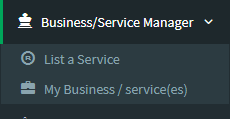 Business/Service Manager
List a Service
My Business / service(es)